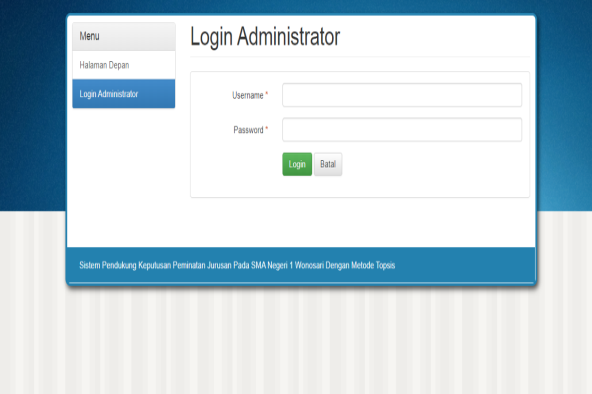 Menu
Halaman Depan
Login Administrator
Login Administrator
Username *
Password *
Login Batal
Sistem Pendukung Keputusan Peminatan Jurusan Pada SMA Negeri 1 Wonosari Dengan Metode Topsis